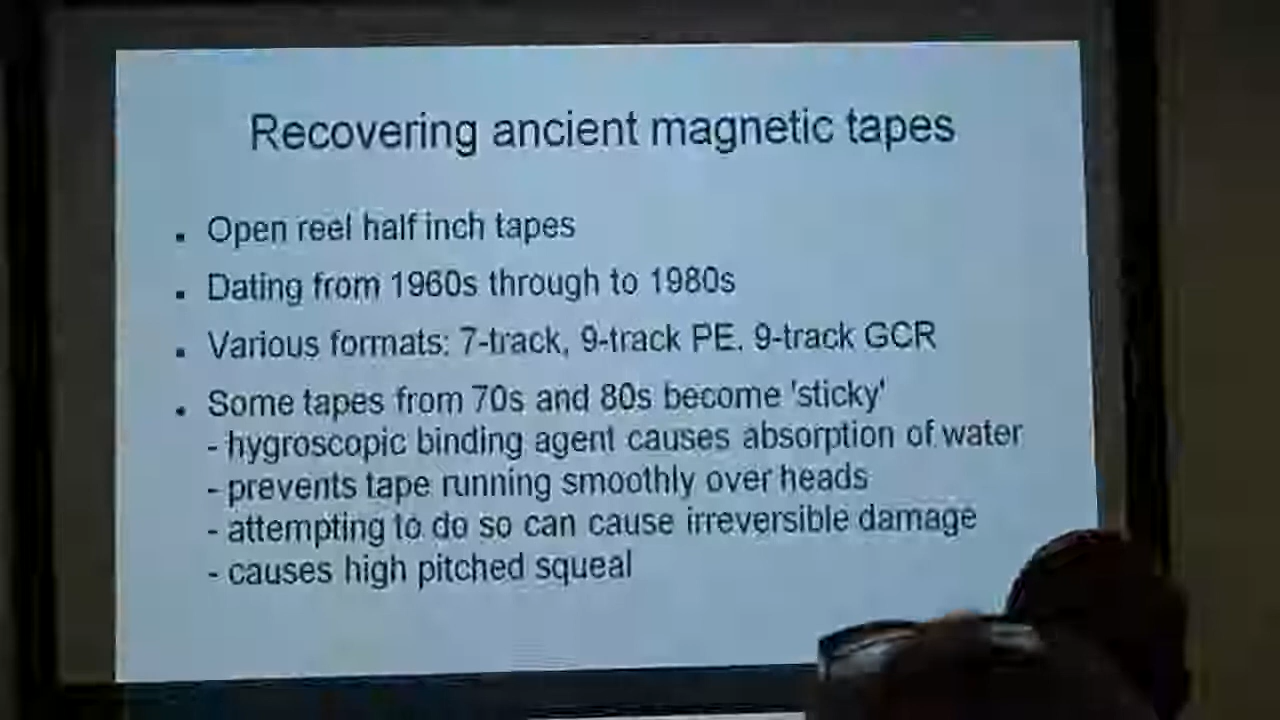 Recovering ancient magnetic tapes
Open reel half inch tapes
Dating from 1960s through to 1980s
Various formats: 7-track, 9-track PE. 9-track GCR
Some tapes from 70s and 80s become 'sticky'
- hygroscopic binding agent causes absorption of water
- prevents tape running smoothly over heads
- attempting to do so can cause irreversible damage
- causes high pitched squeal